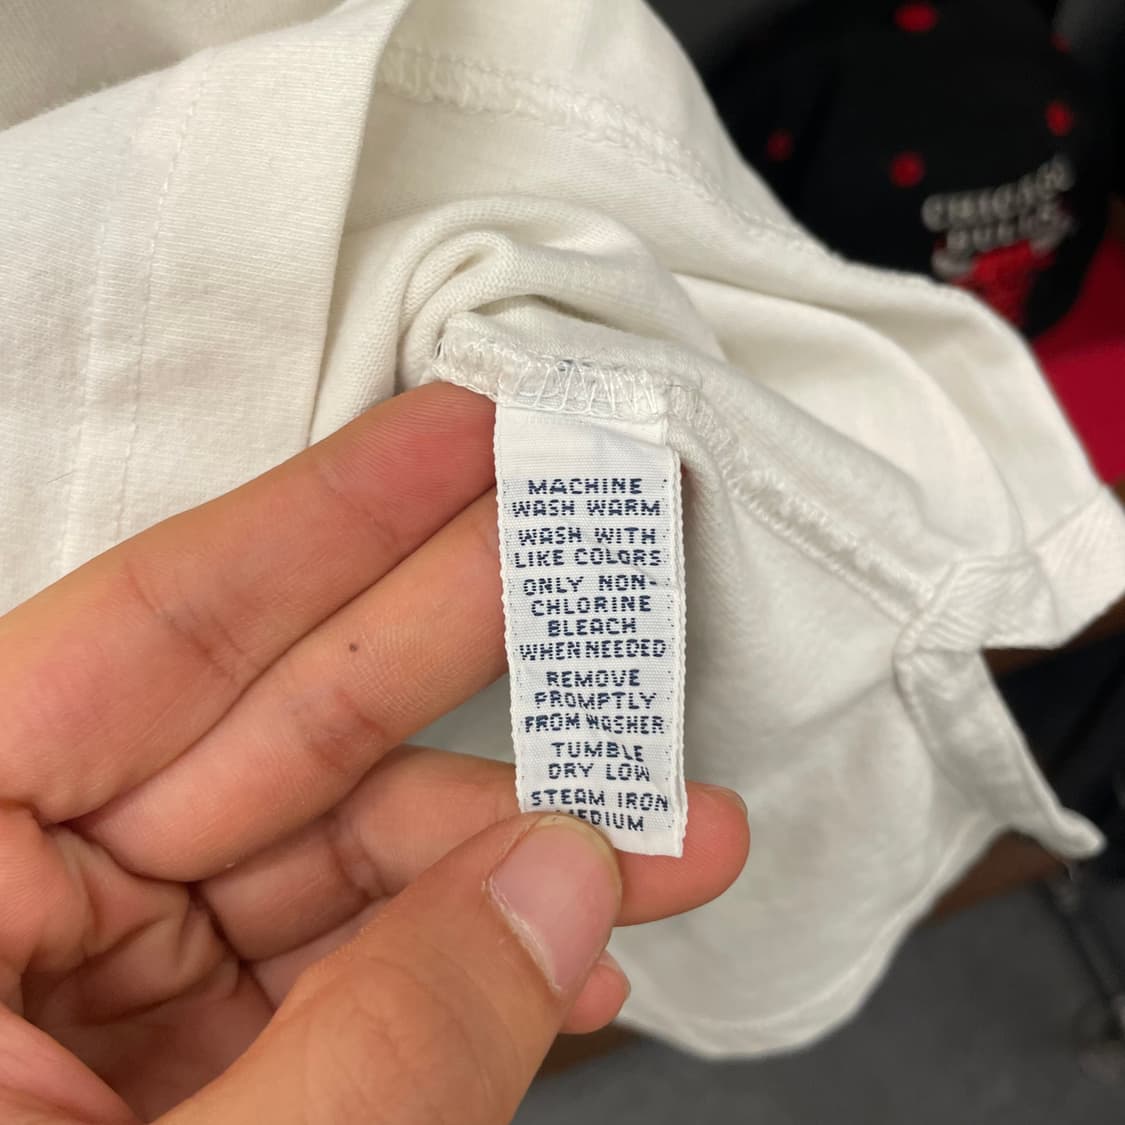 CHICAGO
BULLS
MACHINE
WASH WARM
WASH WITH
LIKE COLORS
ONLY NON-
CHLORINE
BLEACH
WHEN NEEDED
REMOVE
PROMPTLY
FROM WASHER
TUMBLE
DRY LOW
STEAM IRON
MEDIUM